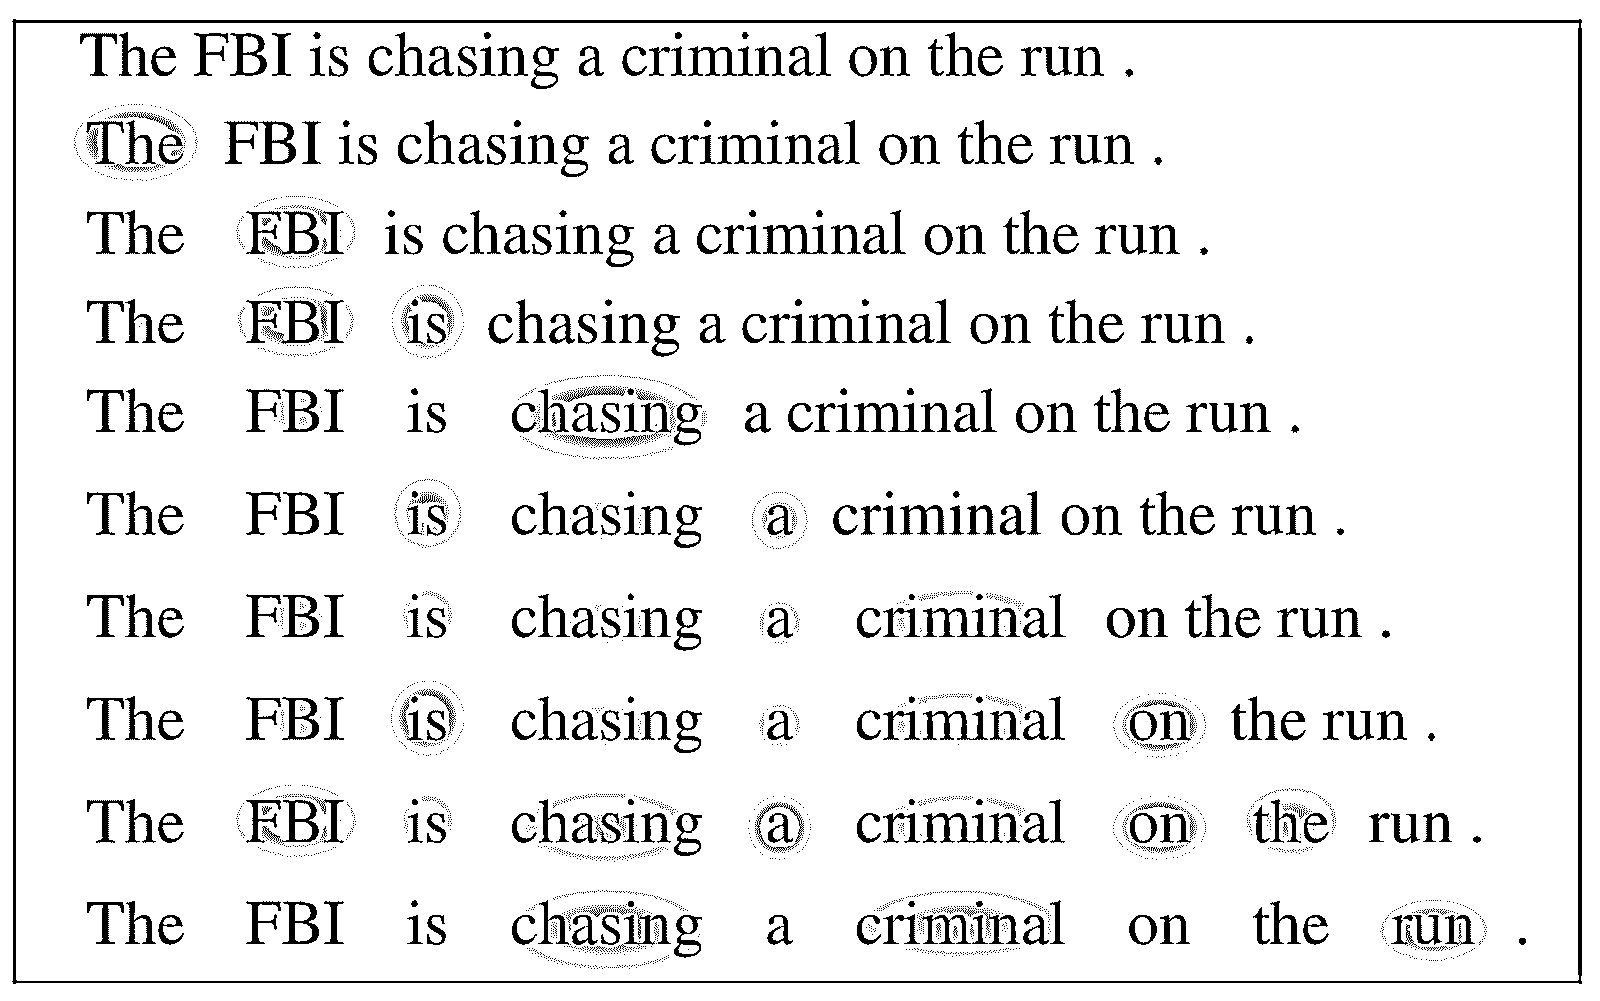 The FBI is chasing a criminal on the run .
The FBI is chasing a criminal on the run .
The FBI is chasing a criminal on the run .
The FBI is chasing a criminal on the run .
The FBI is chasing a criminal on the run .
The FBI is chasing a criminal on the run .
The FBI is chasing a criminal on the run .
The FBI is chasing a criminal on the run .
The FBI is chasing a criminal on the run .
The FBI is chasing a criminal on the run .